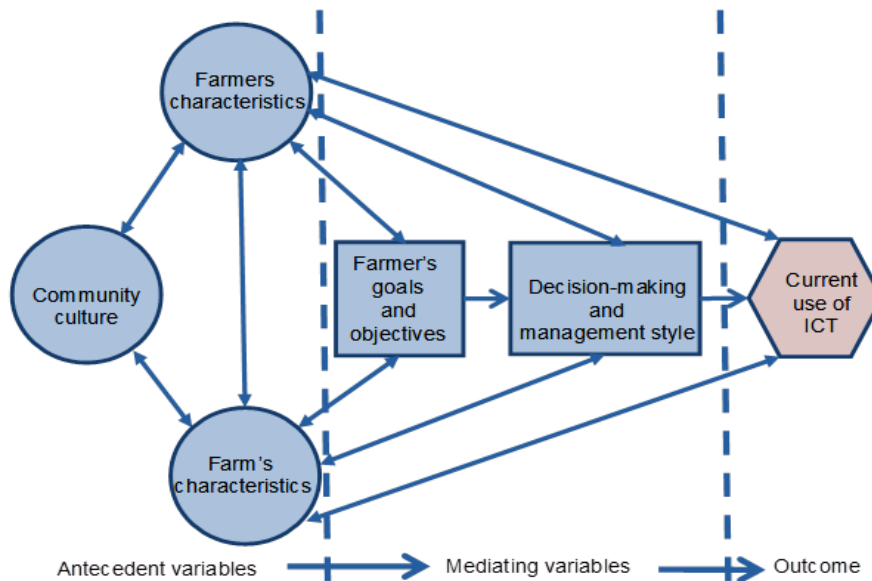 Farmers
characteristics
Community
culture
Farmer's
goals
and
objectives
Decision-making
and
management style
Current
use of
ICT
Farm's
characteristics
Antecedent variables
Mediating variables
Outcome